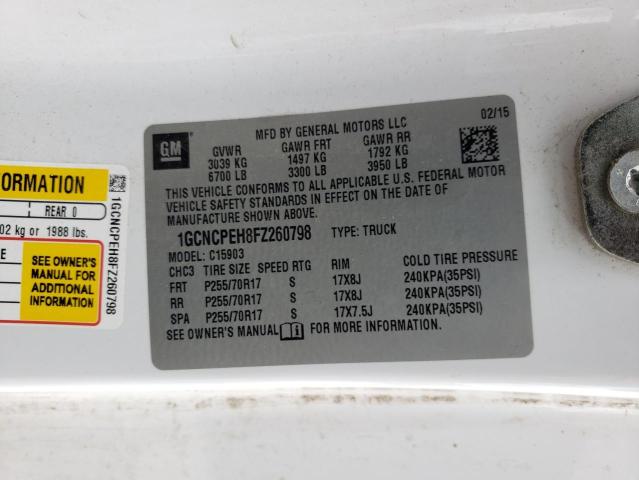 02/15
MFD BY GENERAL MOTORS LLC
GM
GVWR GAWR FRT GAWR RR
3039 KG 1497 KG 1792 KG
6700 LB 3300 LB 3950 LB
THIS VEHICLE CONFORMS TO ALL APPLICABLE U.S. FEDERAL MOTOR
VEHICLE SAFETY STANDARDS IN EFFECT ON THE DATE OF
MANUFACTURE SHOWN ABOVE.
1GCNCPEH8FZ260798 TYPE: TRUCK
MODEL: C15903
CHC3 TIRE SIZE SPEED RTG RIM COLD TIRE PRESSURE
FRT P255/70R17 S 17X8J 240KPA(35PSI)
RR P255/70R17 S 17X8J 240KPA(35PSI)
SPA P255/70R17 S 17X7.5J 240KPA(35PSI)
SEE OWNER'S MANUAL FOR MORE INFORMATION.
FORMATION
REAR 0
02 kg or 1988 lbs.
SEE OWNER'S
MANUAL FOR
ADDITIONAL
INFORMATION
1GCNCPEH8FZ260798